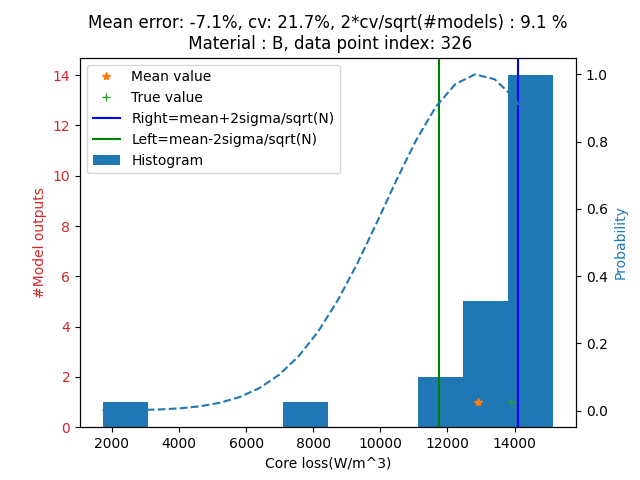 Mean error: -7.1%, cv: 21.7%, 2*cv/sqrt(#models) : 9.1 %
Material : B, data point index: 326
Mean value
True value
Right=mean+2sigma/sqrt(N)
Left=mean-2sigma/sqrt(N)
Histogram
14
12
10
8
6
4
2
0
#Model outputs
1.0
0.8
0.6
0.4
0.2
0.0
Probability
2000 4000 6000 8000 10000 12000 14000
Core loss(W/m^3)